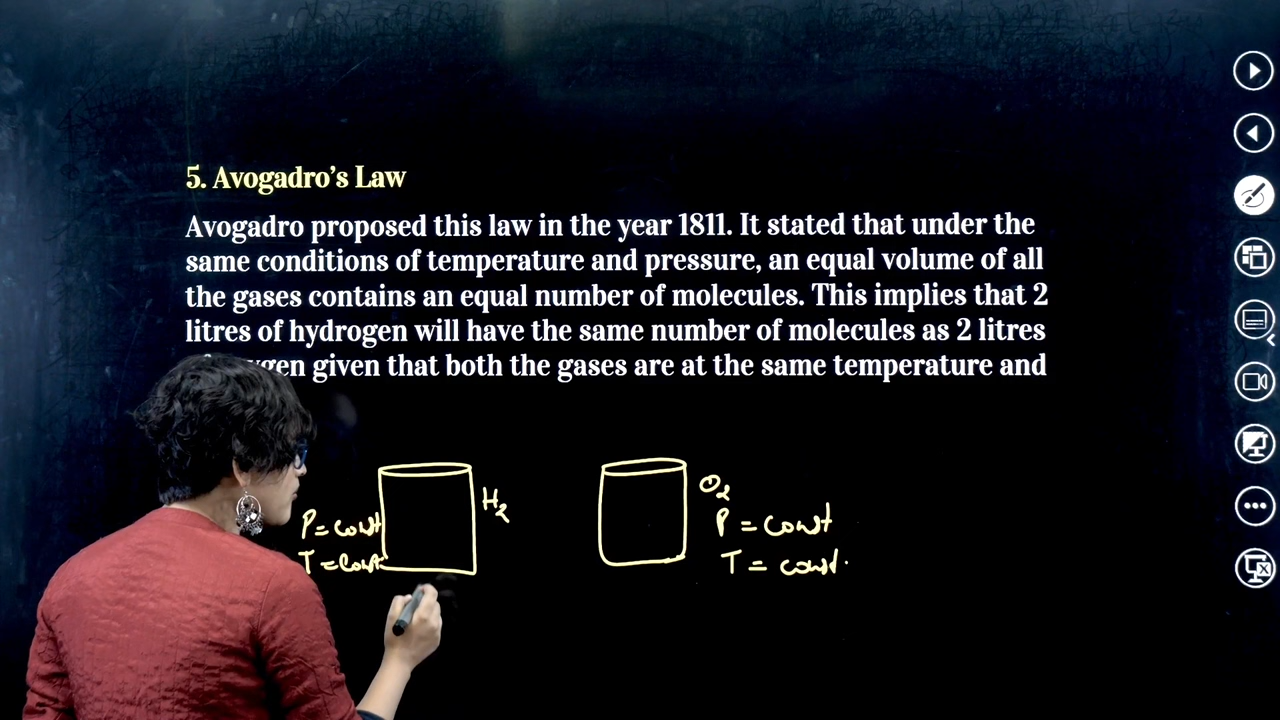 5. Avogadro's Law
Avogadro proposed this law in the year 1811. It stated that under the
same conditions of temperature and pressure, an equal volume of all
the gases contains an equal number of molecules. This implies that 2
litres of hydrogen will have the same number of molecules as 2 litres
given that both the gases are at the same temperature and
H2
O2
P = const
P = const
T = const
T = const.